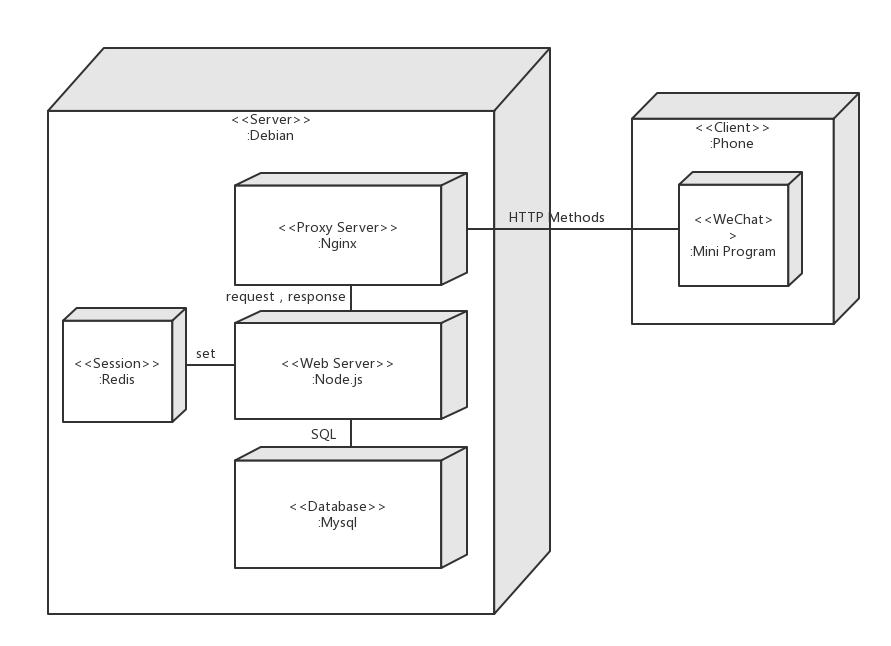 <<Server>>
:Debian
<<Client>>
:Phone
<<Proxy Server>>
:Nginx
HTTP Methods
<<WeChat>
>
:Mini Program
request , response
<<Session>>
:Redis
set
<<Web Server>>
:Node.js
SQL
<<Database>>
:Mysql